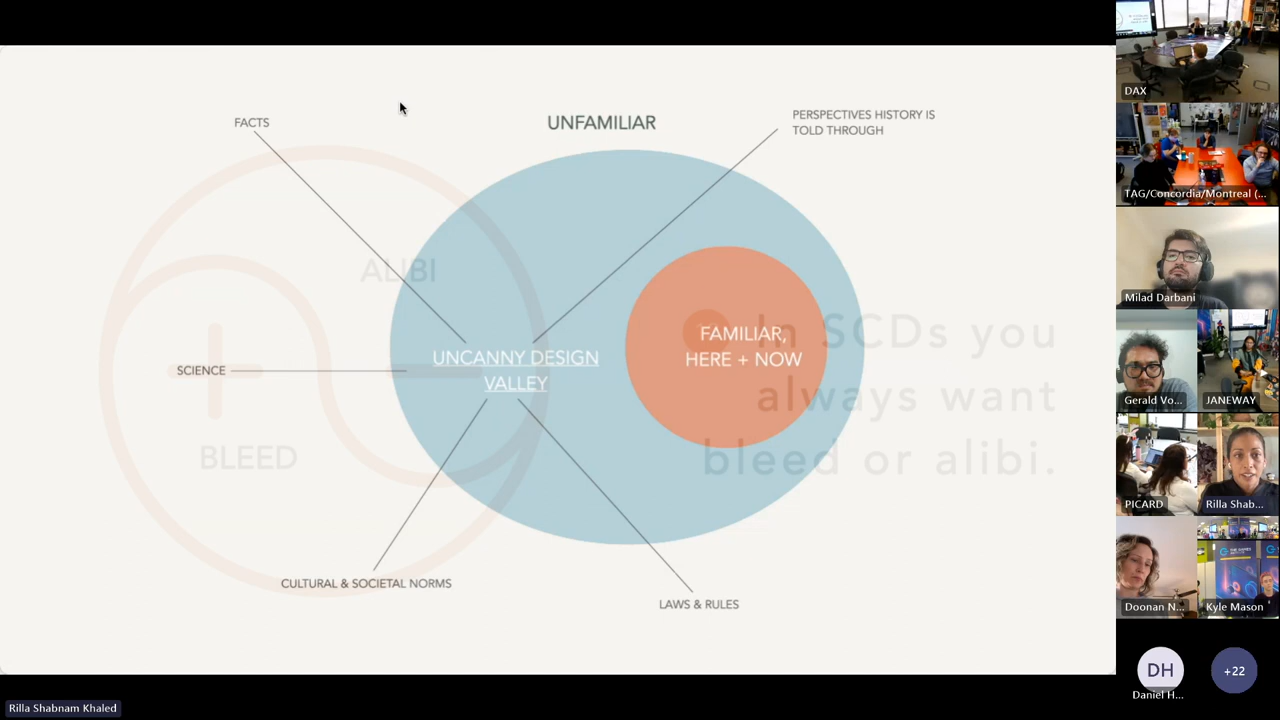 FACTS
UNFAMILIAR
PERSPECTIVES HISTORY IS
TOLD THROUGH
ALIBI
In SCDs you
always want
bleed or alibi.
FAMILIAR,
HERE + NOW
UNCANNY DESIGN
VALLEY
SCIENCE
BLEED
CULTURAL & SOCIETAL NORMS
LAWS & RULES
DAX
TAG/Concordia/Montreal (...
Milad Darbani
Gerald Vo...
JANEWAY
PICARD
Rilla Shab...
Doonan N...
Kyle Mason
DH
Daniel H...
+22
Rilla Shabnam Khaled